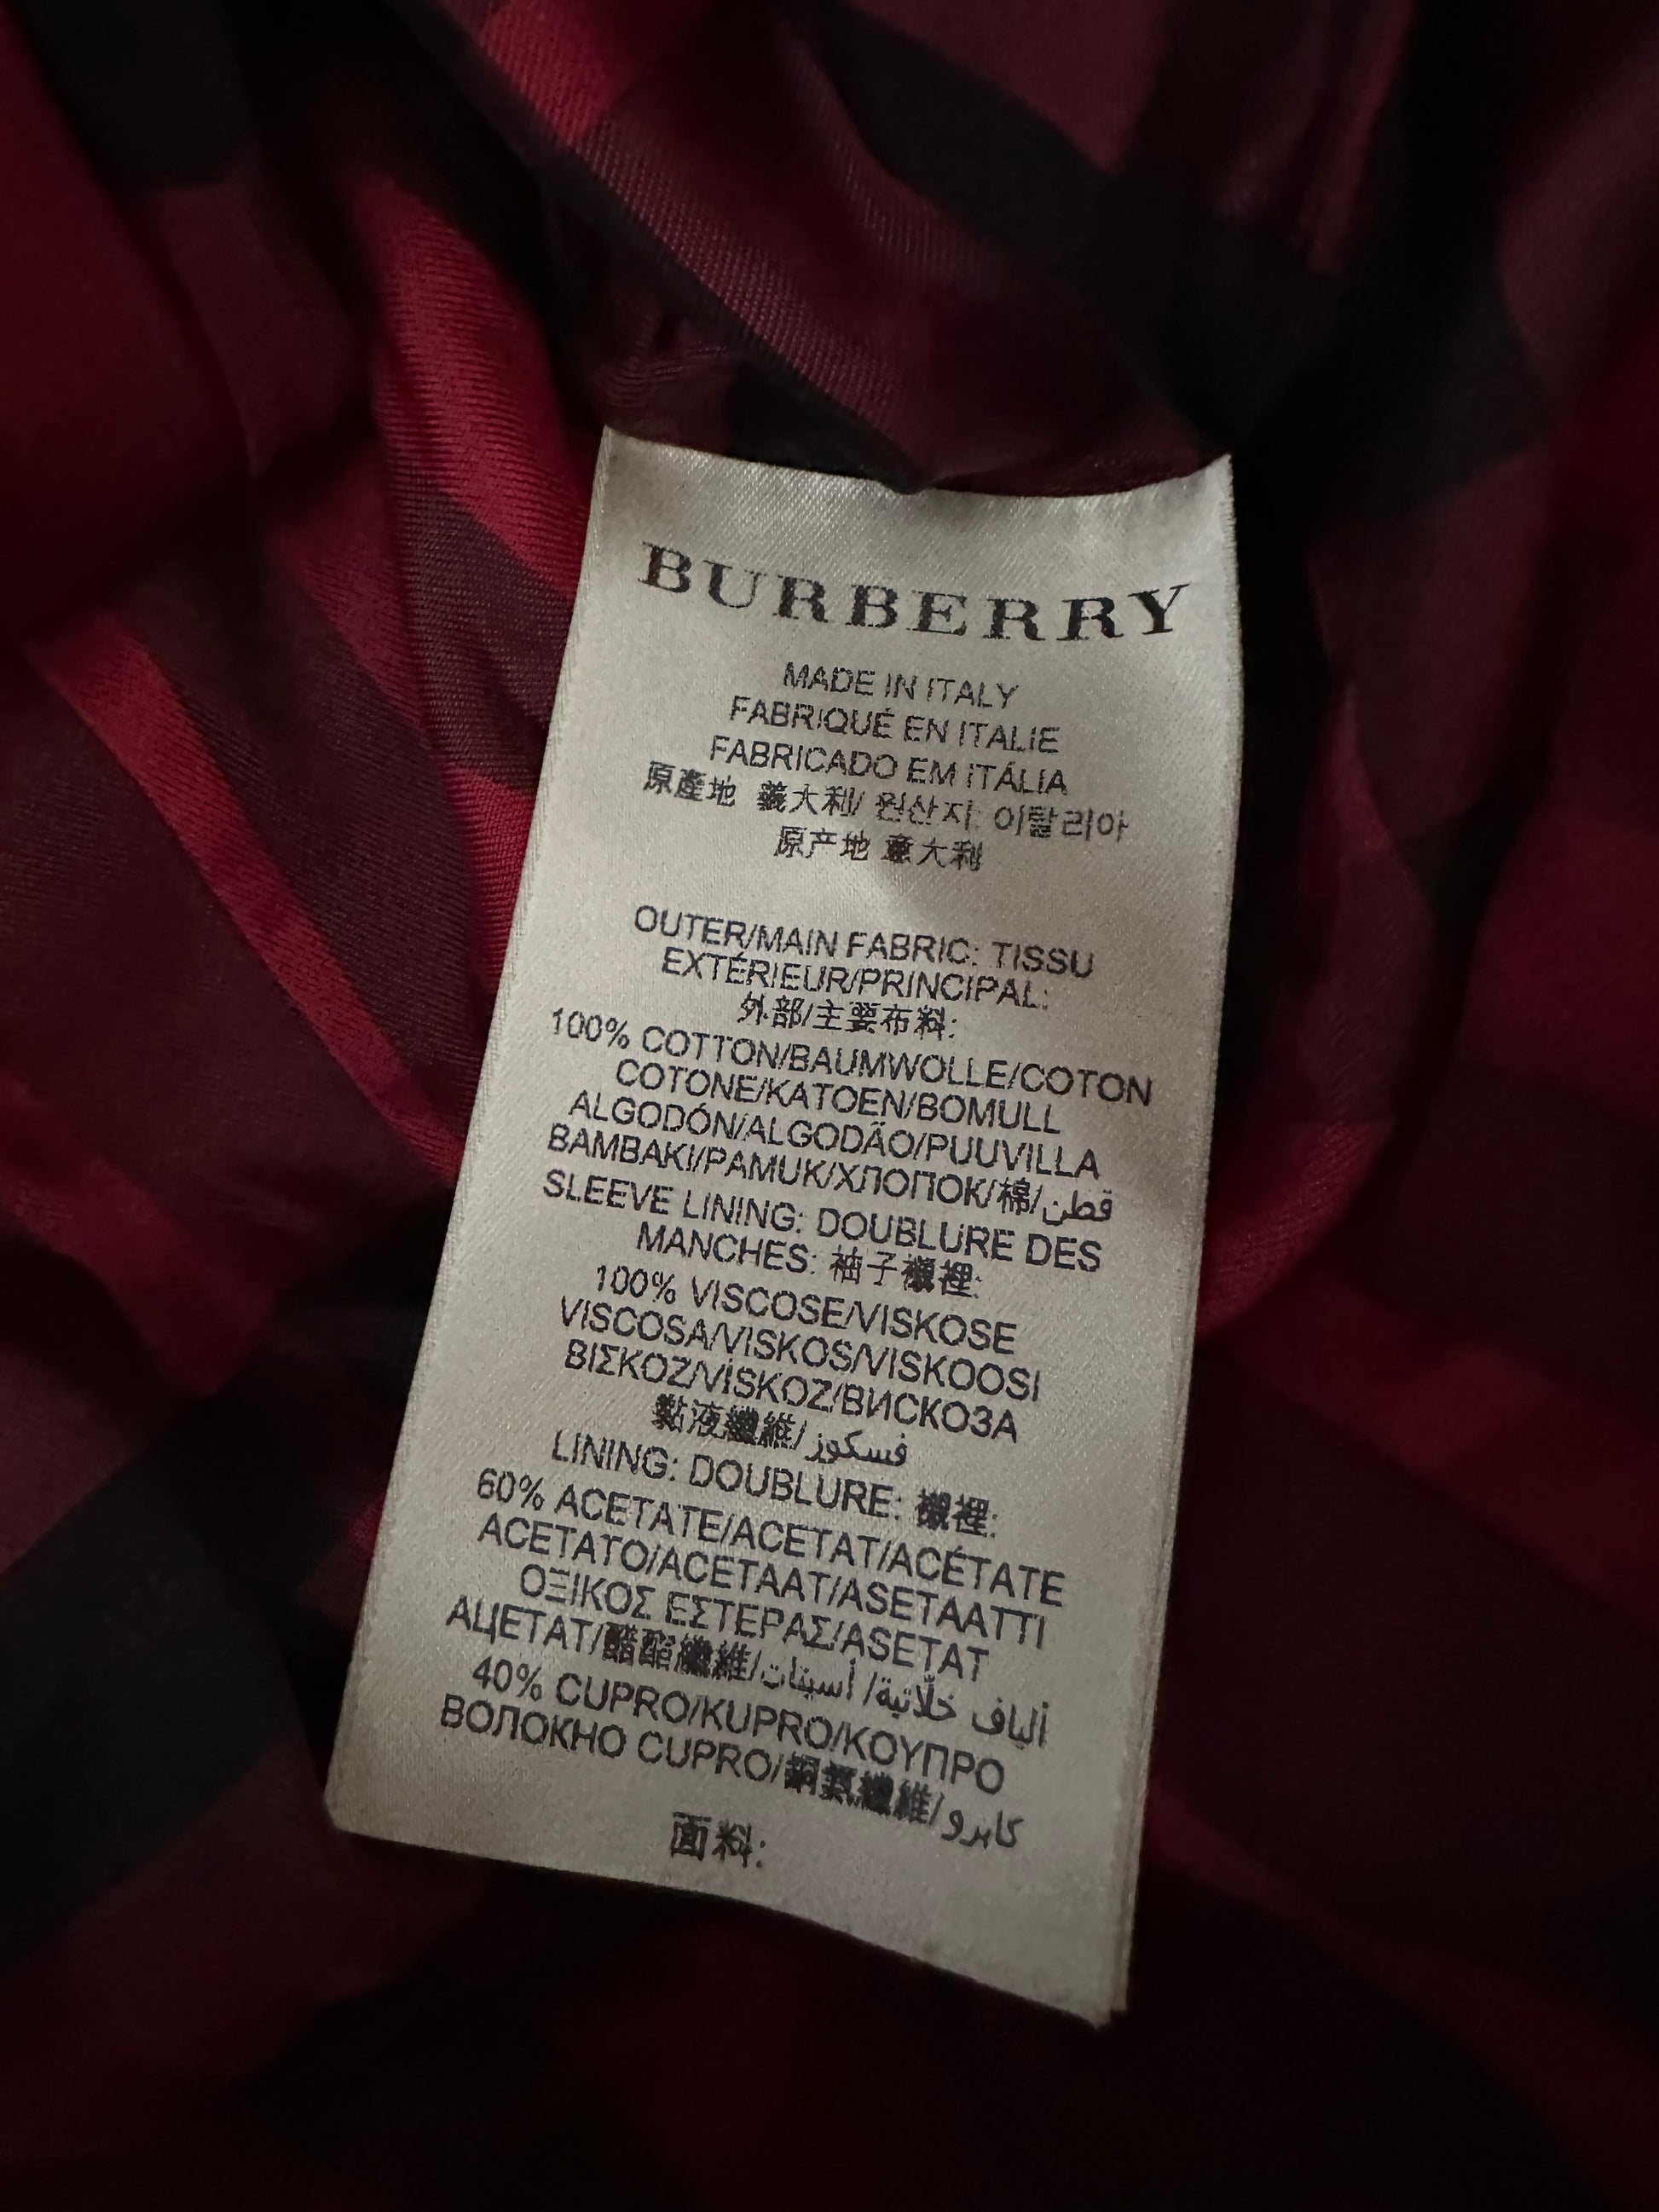 BURBERRY
MADE IN ITALY
FABRIQUÉ EN ITALIE
FABRICADO EM ITÁLIA
原產地 義大利/ 원산지: 이탈리아
原产地 意大利
OUTER/MAIN FABRIC: TISSU
EXTÉRIEUR/PRINCIPAL:
外部/主要布料:
100% COTTON/BAUMWOLLE/COTON
COTONE/KATOEN/BOMULL
ALGODÓN/ALGODÃO/PUUVILLA
BAMBAKI/PAMUK/ХЛОПОК/棉/قطن
SLEEVE LINING: DOUBLURE DES
MANCHES: 袖子襯裡:
100% VISCOSE/VISKOSE
VISCOSA/VISKOS/VISKOOSI
ΒΙΣΚΟΖ/VİSKOZ/ВИСКОЗА
黏液纖維/فسكوز
LINING: DOUBLURE: 襯裡:
60% ACETATE/ACETAT/ACÉTATE
ACETATO/ACETAAT/ASETAATTI
ΟΞΙΚΟΣ ΕΣΤΕΡΑΣ/ASETAT
АЦЕТАТ/醋酯纖維/ألياف خلّاتية/ أسيتات
40% CUPRO/KUPRO/ΚΟΥΠΡΟ
ВОЛОКНО CUPRO/銅氨纖維/كابرو
面料: